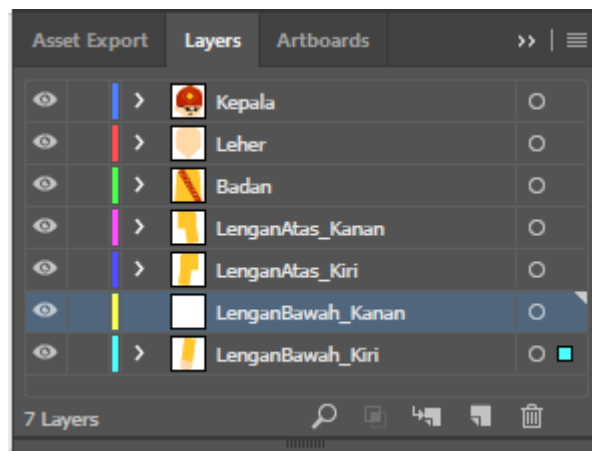 Asset Export Layers Artboards
Kepala
Leher
Badan
LenganAtas_Kanan
LenganAtas_Kiri
LenganBawah_Kanan
LenganBawah_Kiri
7 Layers